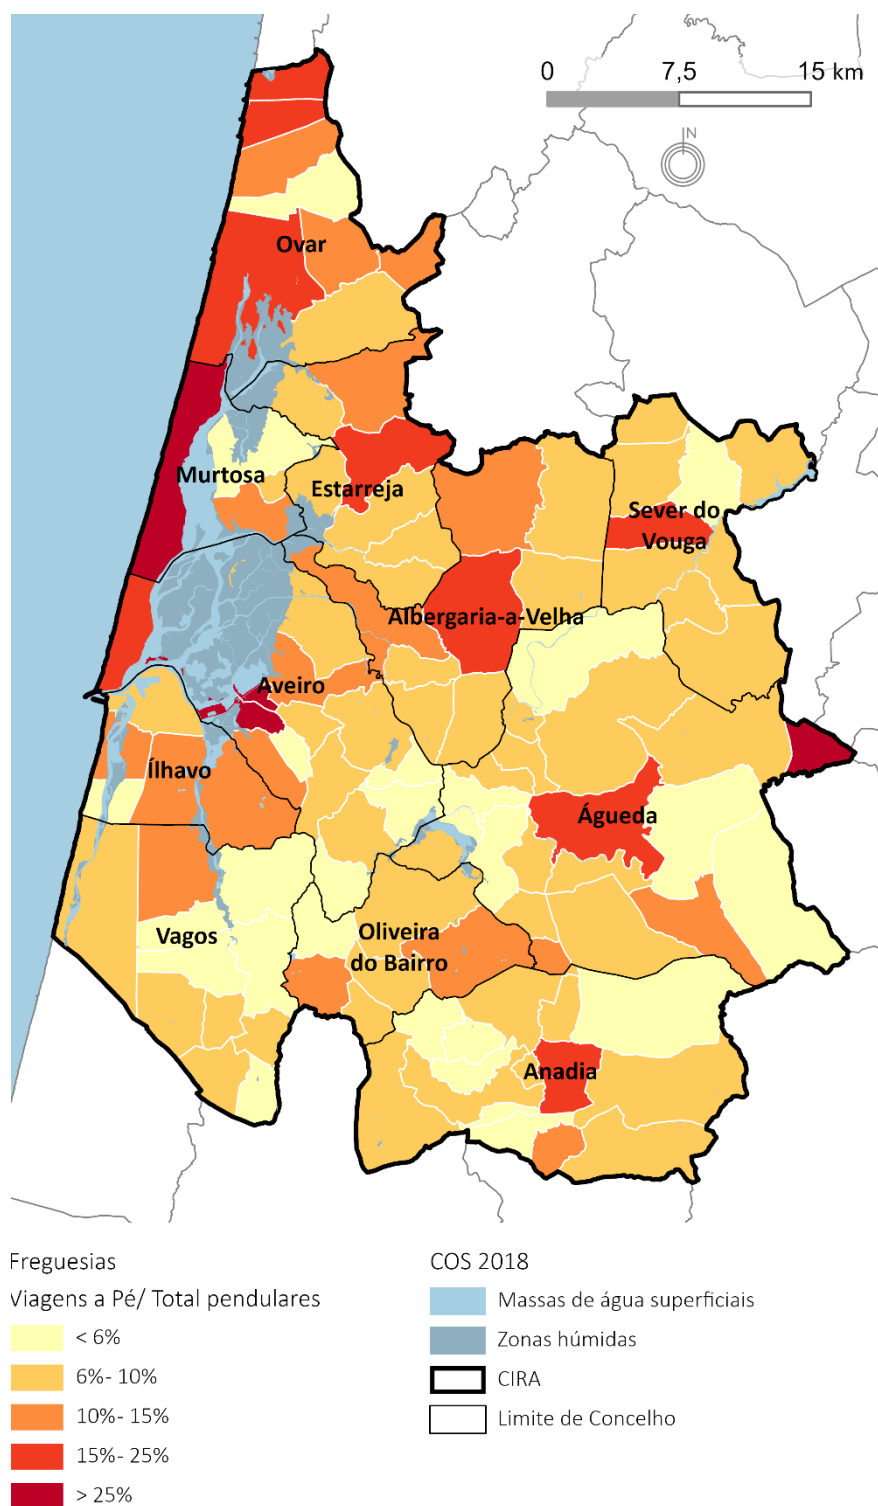 0 7,5 15 km
IN
Ovar
Murtosa
Estarreja
Sever do
Vouga
Albergaria-a-Velha
Aveiro
Ílhavo
Águeda
Vagos
Oliveira
do Bairro
Anadia
Freguesias
Viagens a Pé/ Total pendulares
< 6%
6%- 10%
10%- 15%
15%- 25%
> 25%
COS 2018
Massas de água superficiais
Zonas húmidas
CIRA
Limite de Concelho